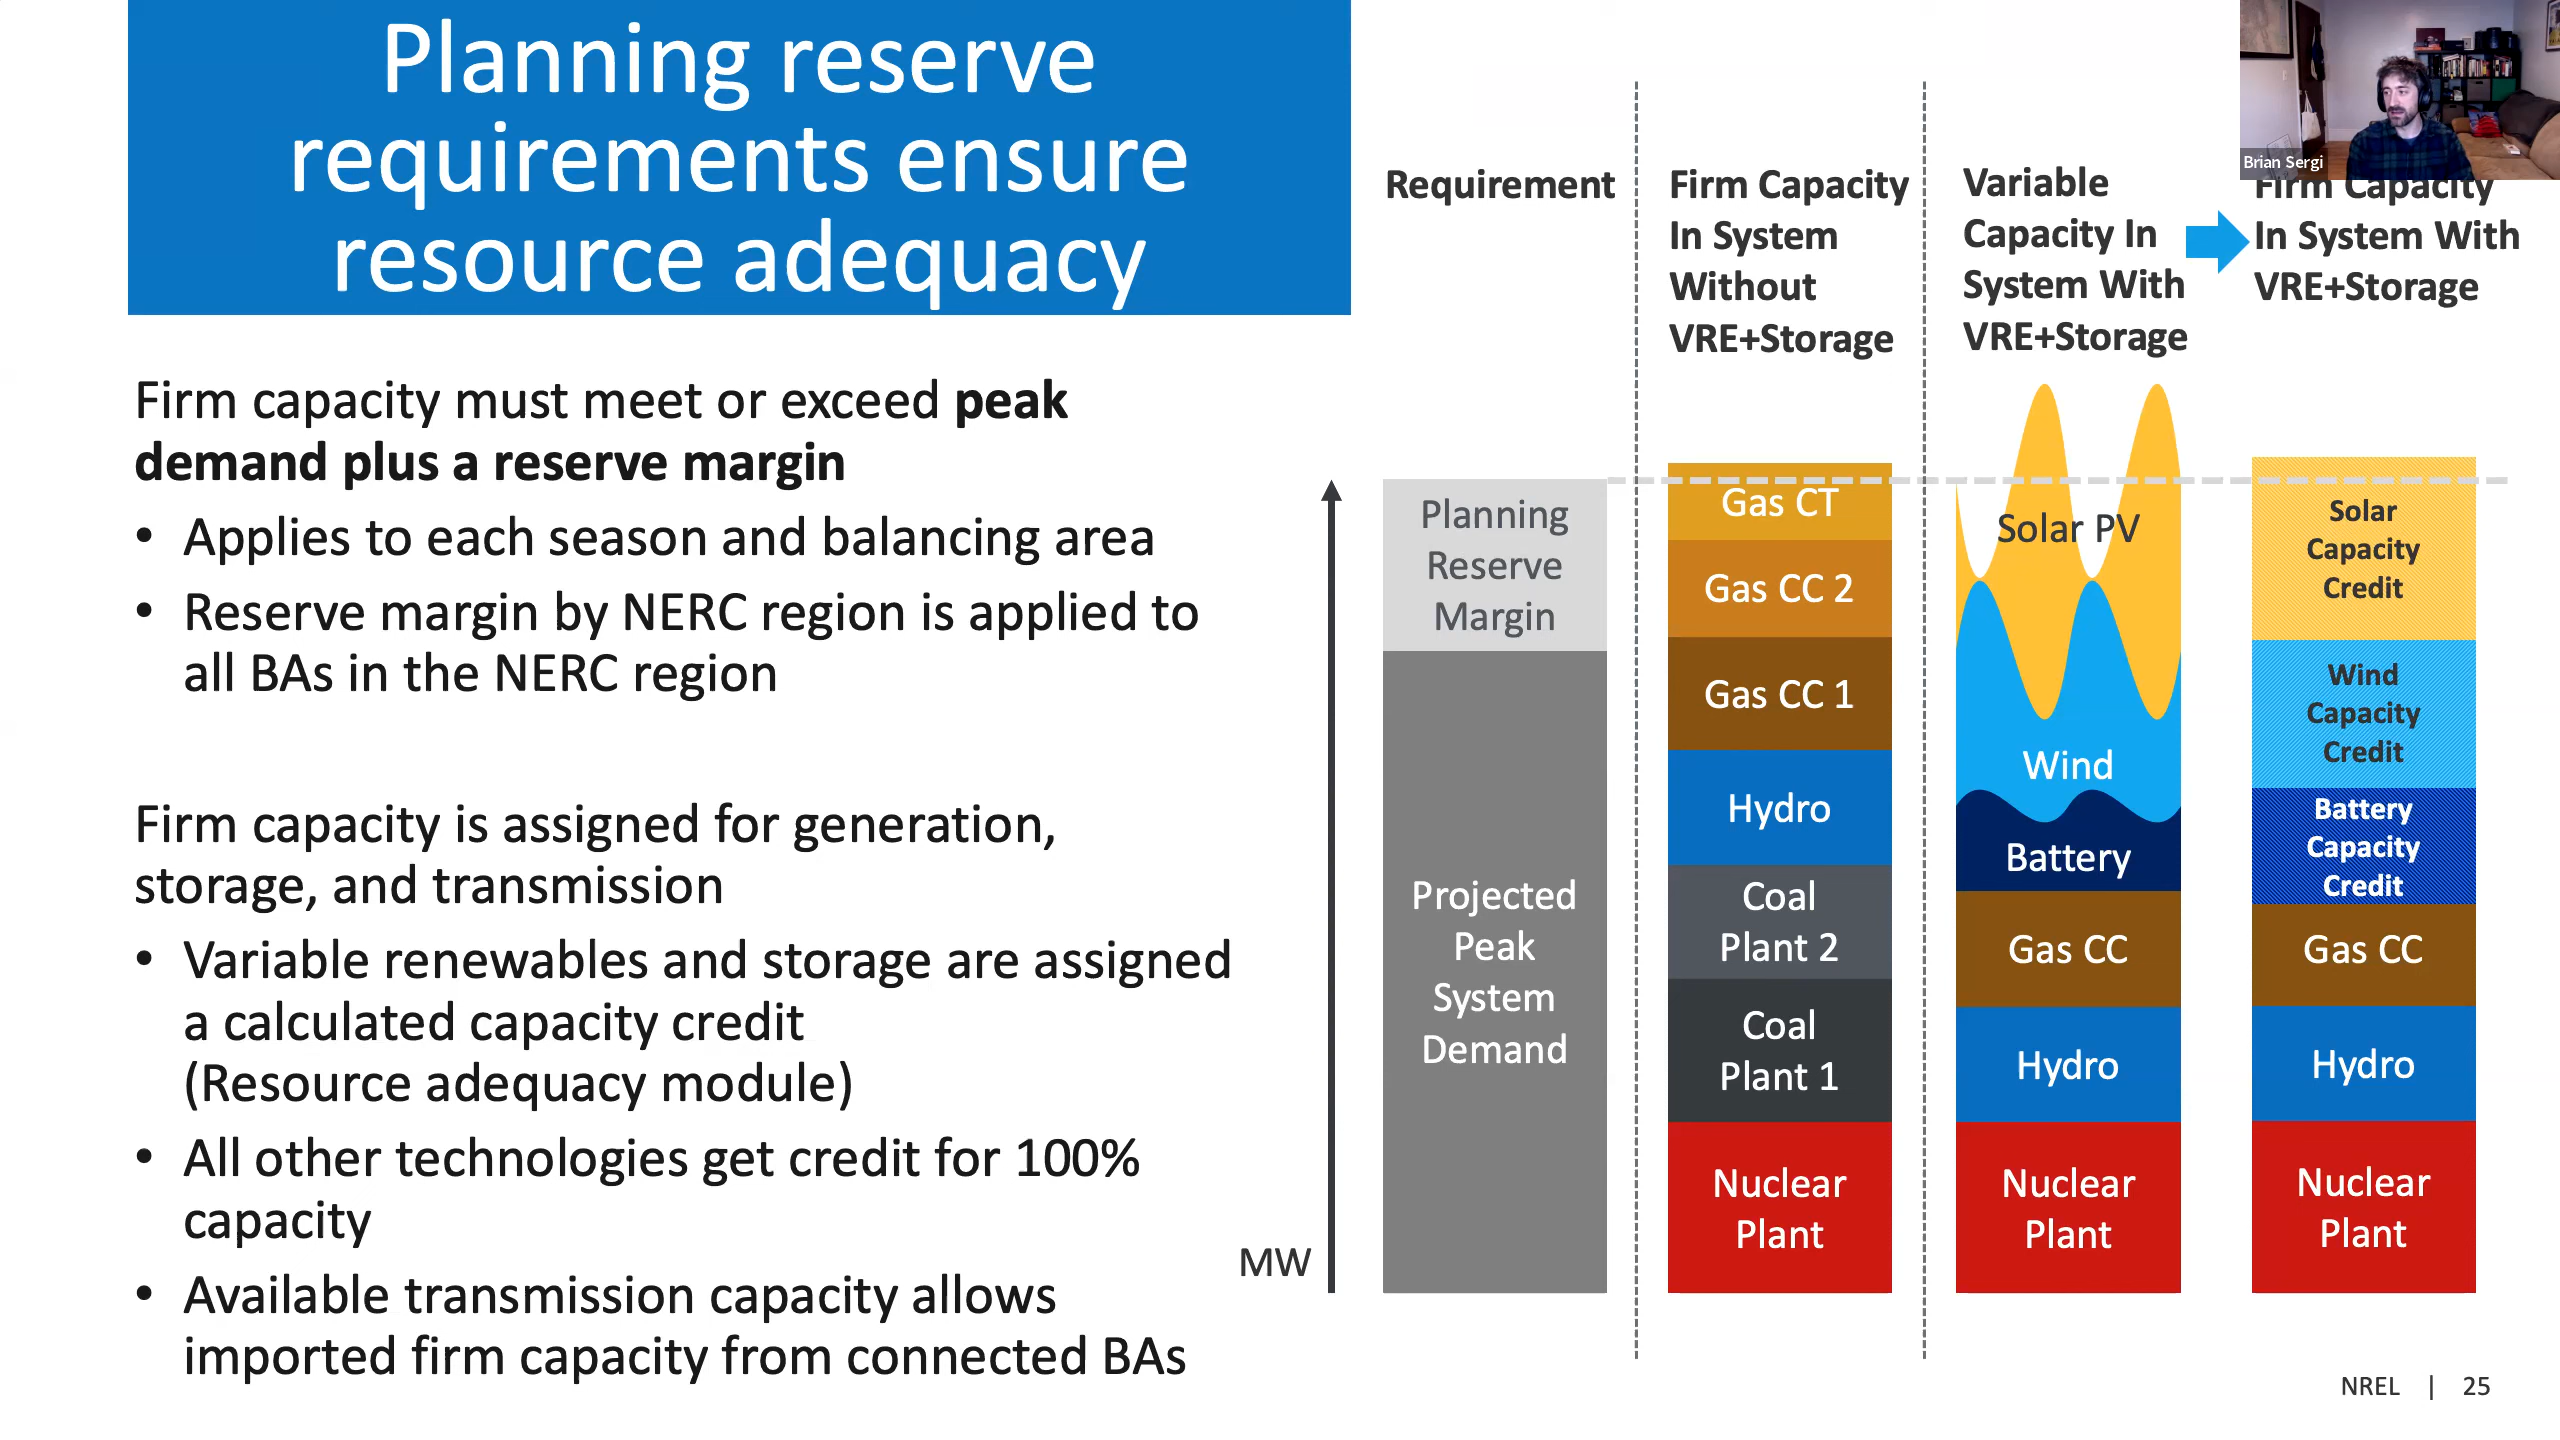 Planning reserve
requirements ensure
resource adequacy
Firm capacity must meet or exceed peak
demand plus a reserve margin
• Applies to each season and balancing area
• Reserve margin by NERC region is applied to
all BAs in the NERC region
Firm capacity is assigned for generation,
storage, and transmission
• Variable renewables and storage are assigned
a calculated capacity credit
(Resource adequacy module)
• All other technologies get credit for 100%
capacity
• Available transmission capacity allows
imported firm capacity from connected BAs
MW
Requirement
Planning
Reserve
Margin
Projected
Peak
System
Demand
Firm Capacity
In System
Without
VRE+Storage
Gas CT
Gas CC 2
Gas CC 1
Hydro
Coal
Plant 2
Coal
Plant 1
Nuclear
Plant
Variable
Capacity In
System With
VRE+Storage
Solar PV
Wind
Battery
Gas CC
Hydro
Nuclear
Plant
Brian Sergi
Firm Capacity
In System With
VRE+Storage
Solar
Capacity
Credit
Wind
Capacity
Credit
Battery
Capacity
Credit
Gas CC
Hydro
Nuclear
Plant
NREL | 25